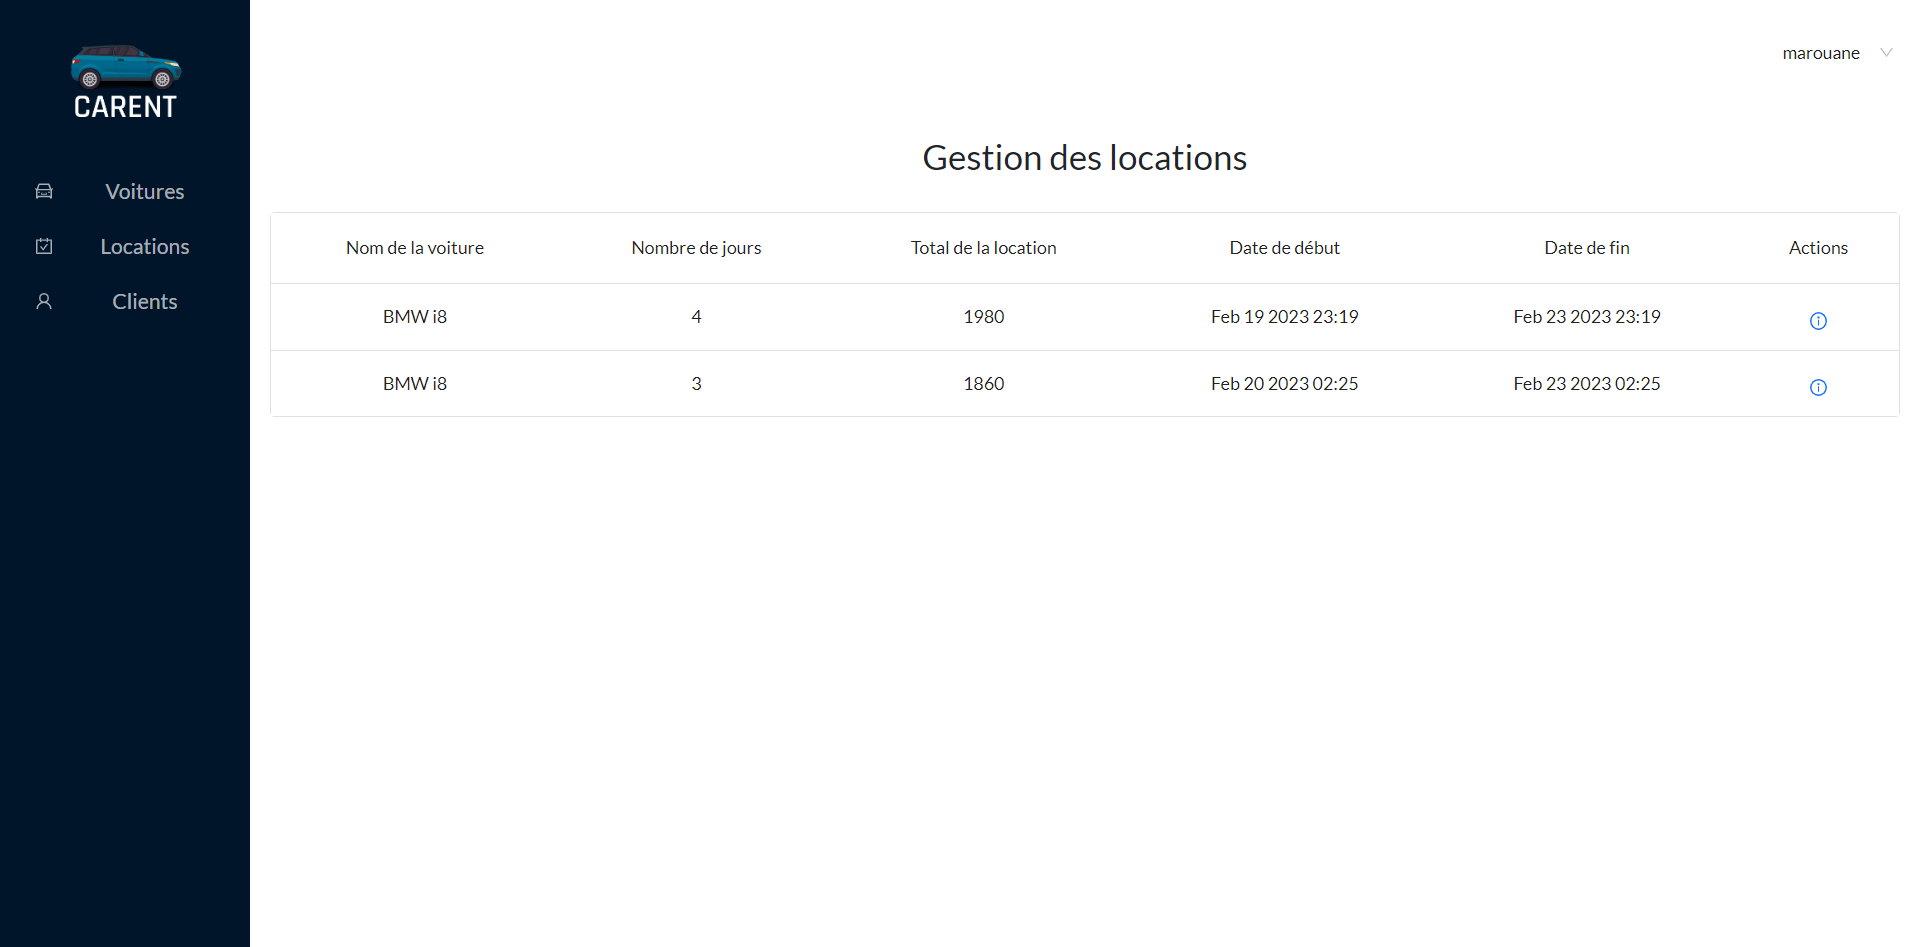 CARENT
Voitures
Locations
Clients
marouane
Gestion des locations
Nom de la voiture Nombre de jours Total de la location Date de début Date de fin Actions
BMW i8 4 1980 Feb 19 2023 23:19 Feb 23 2023 23:19
BMW i8 3 1860 Feb 20 2023 02:25 Feb 23 2023 02:25